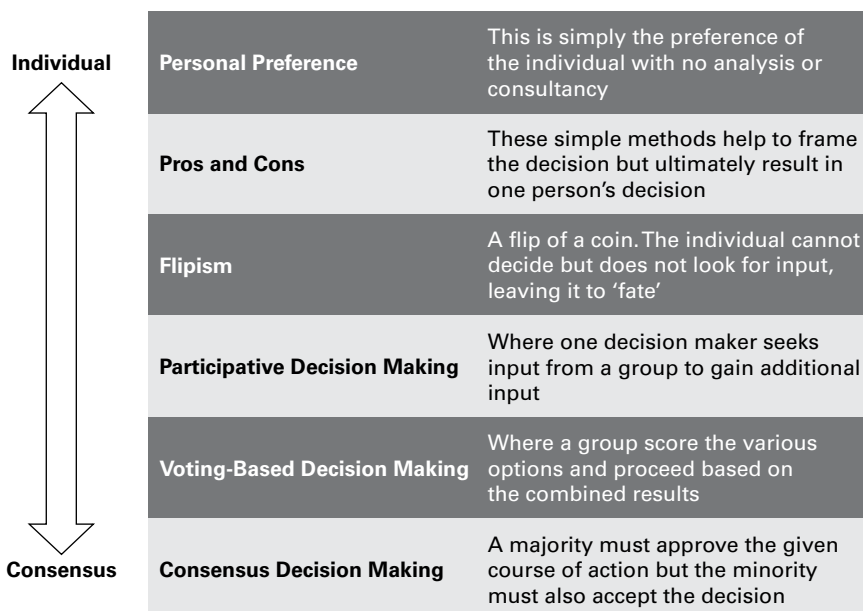 Individual
Personal Preference
This is simply the preference of
the individual with no analysis or
consultancy
Pros and Cons
These simple methods help to frame
the decision but ultimately result in
one person’s decision
Flipism
A flip of a coin. The individual cannot
decide but does not look for input,
leaving it to ‘fate’
Participative Decision Making
Where one decision maker seeks
input from a group to gain additional
input
Voting-Based Decision Making
Where a group score the various
options and proceed based on
the combined results
Consensus
Consensus Decision Making
A majority must approve the given
course of action but the minority
must also accept the decision